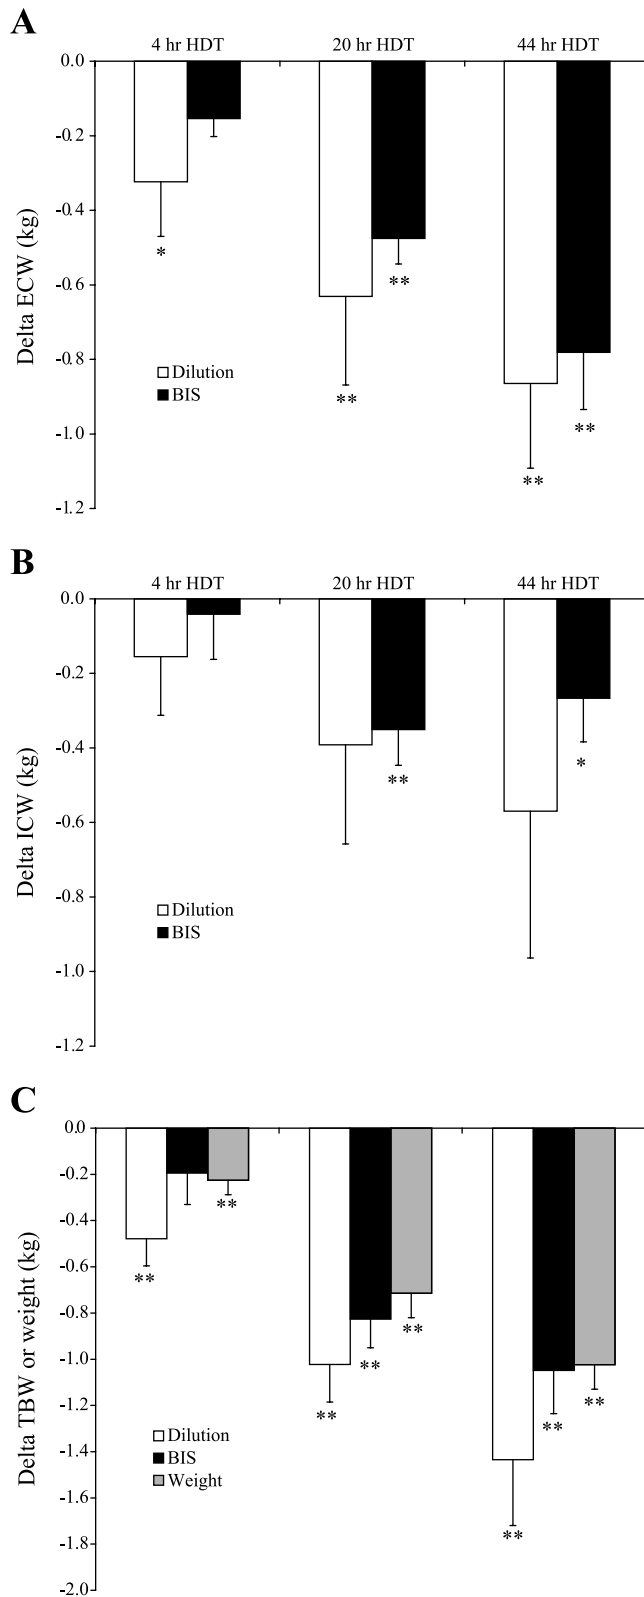 A
4 hr HDT 20 hr HDT 44 hr HDT
0.0
-0.2
-0.4
*
**
-0.6
Delta ECW (kg)
-0.8
Dilution
BIS
**
**
-1.0
**
-1.2
B
4 hr HDT 20 hr HDT 44 hr HDT
0.0
-0.2
-0.4
*
**
-0.6
Delta ICW (kg)
-0.8
Dilution
BIS
-1.0
-1.2
C
0.0
-0.2
**
-0.4
-0.6
**
-0.8
**
-1.0
**
Delta TBW or weight (kg)
-1.2
**
** **
Dilution
BIS
Weight
-1.4
-1.6
**
-1.8
-2.0